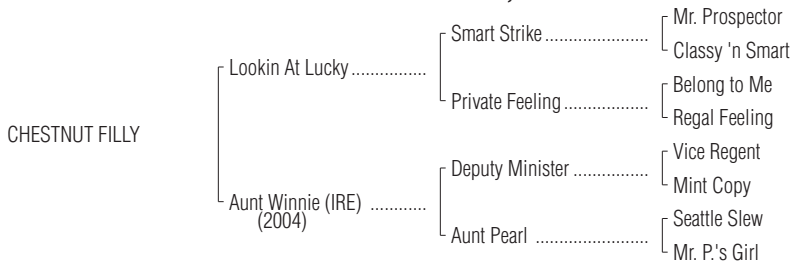 Mr. Prospector
Smart Strike ......................
Classy 'n Smart
Lookin At Lucky ................
Belong to Me
Private Feeling ..................
Regal Feeling
CHESTNUT FILLY
Vice Regent
Deputy Minister ................
Mint Copy
Aunt Winnie (IRE) ............
(2004)
Seattle Slew
Aunt Pearl ........................
Mr. P.'s Girl